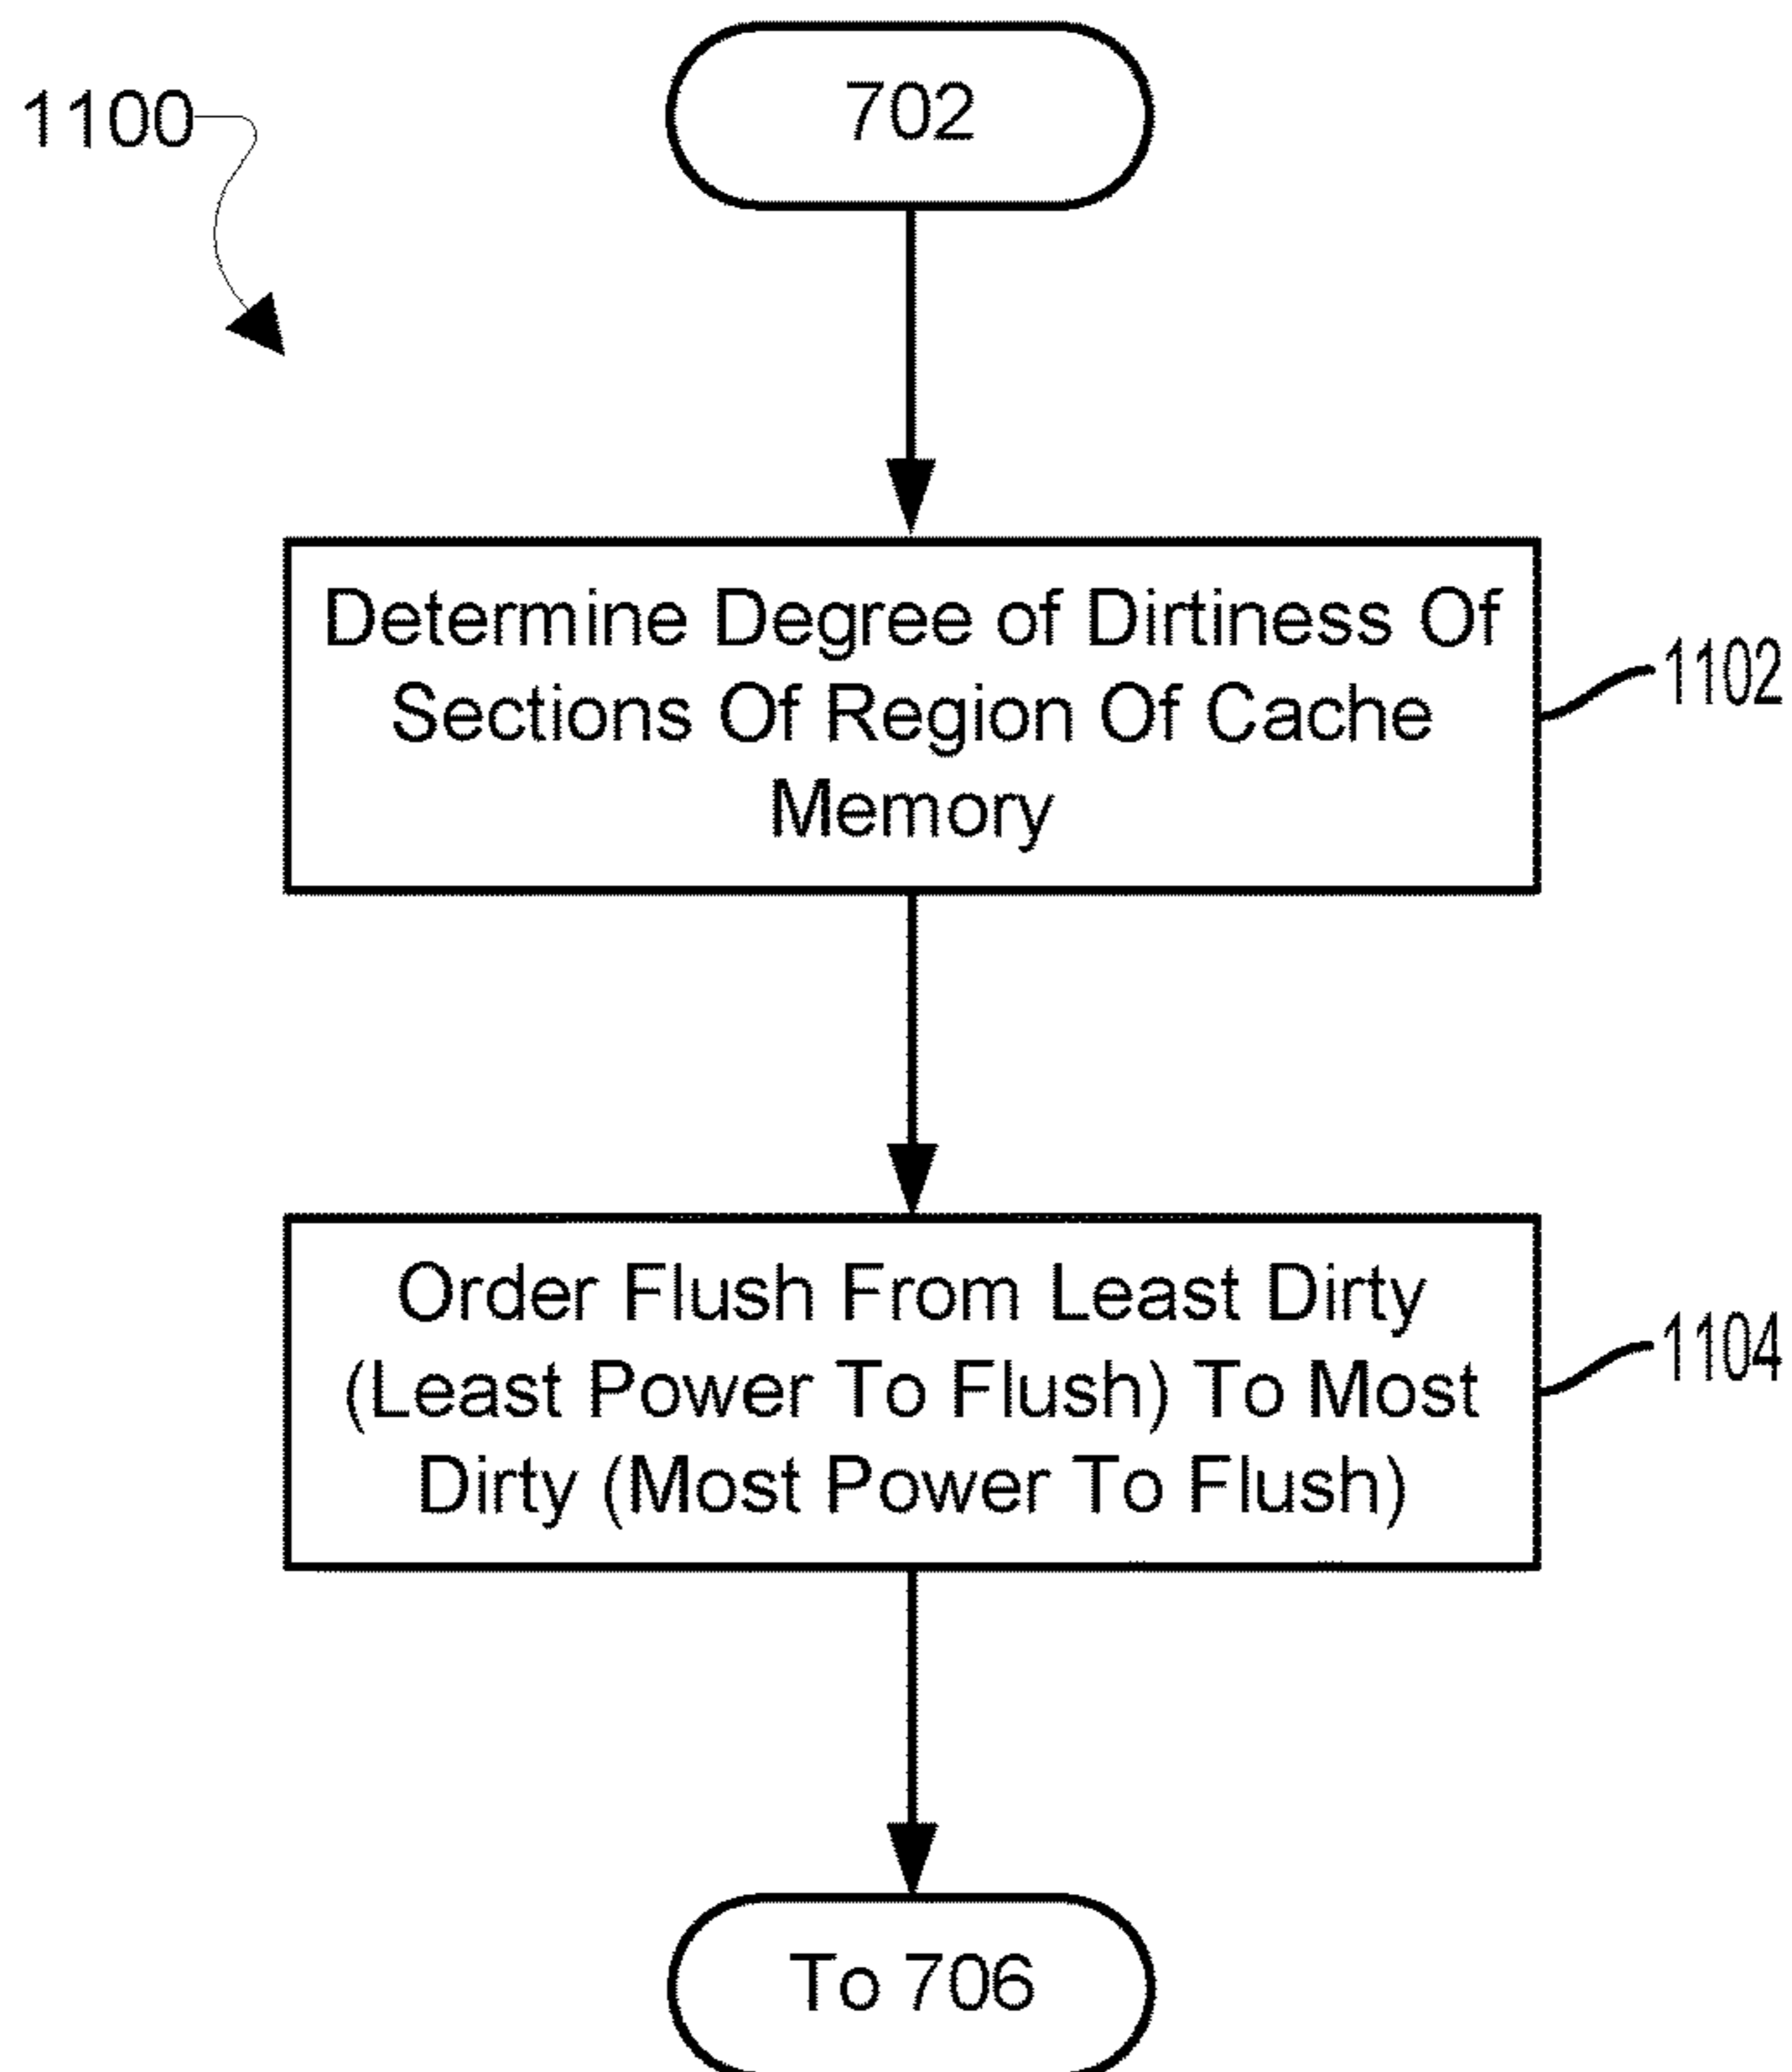 1100
702
Determine Degree of Dirtiness Of
Sections Of Region Of Cache
Memory
1102
Order Flush From Least Dirty
(Least Power To Flush) To Most
Dirty (Most Power To Flush)
1104
To 706